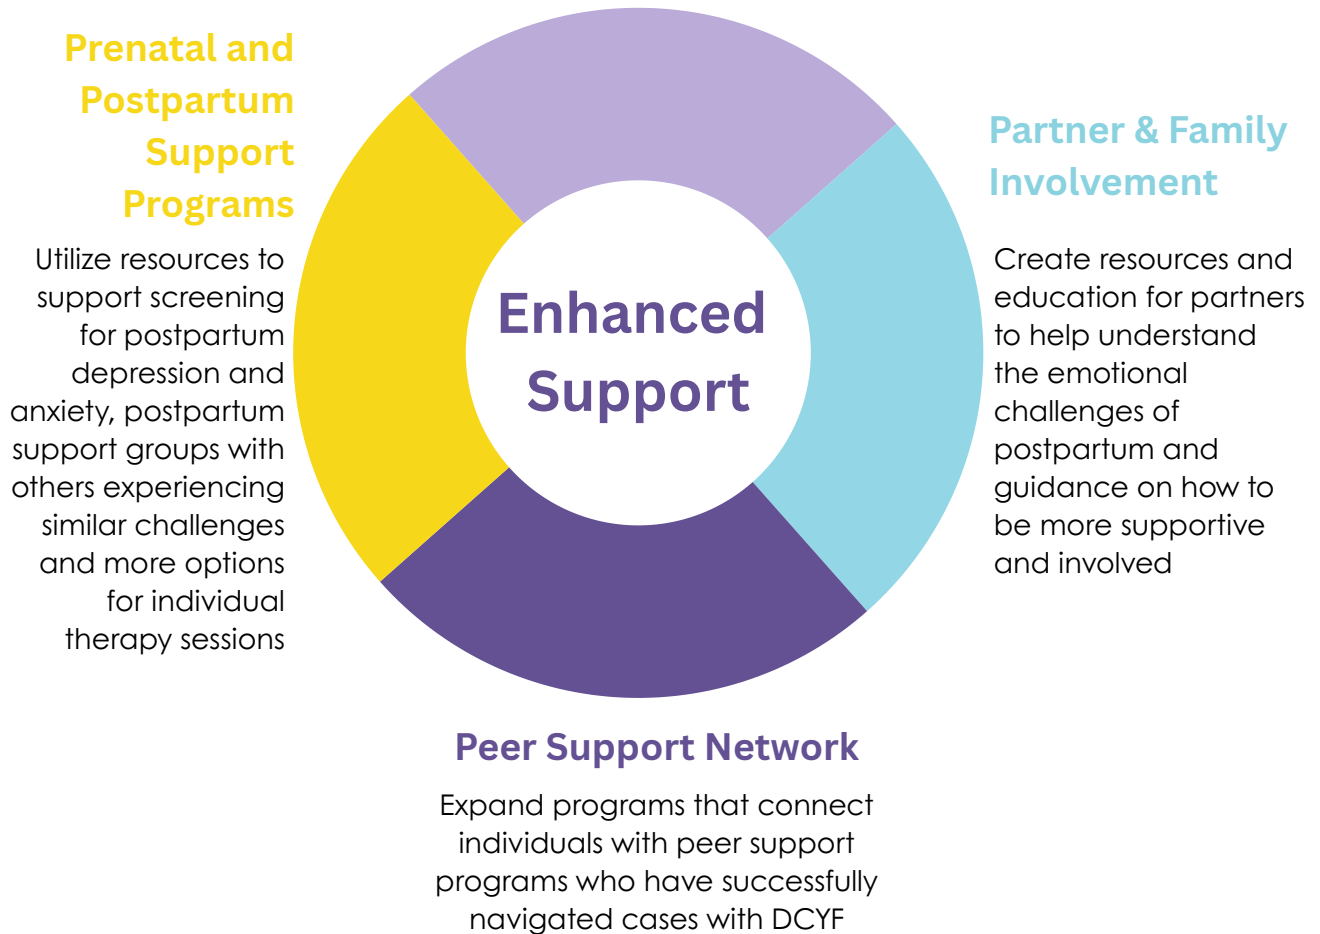 Prenatal and
Postpartum
Support
Programs
Utilize resources to
support screening
for postpartum
depression and
anxiety, postpartum
support groups with
others experiencing
similar challenges
and more options
for individual
therapy sessions
Enhanced
Support
Partner & Family
Involvement
Create resources and
education for partners
to help understand
the emotional
challenges of
postpartum and
guidance on how to
be more supportive
and involved
Peer Support Network
Expand programs that connect
individuals with peer support
programs who have successfully
navigated cases with DCYF